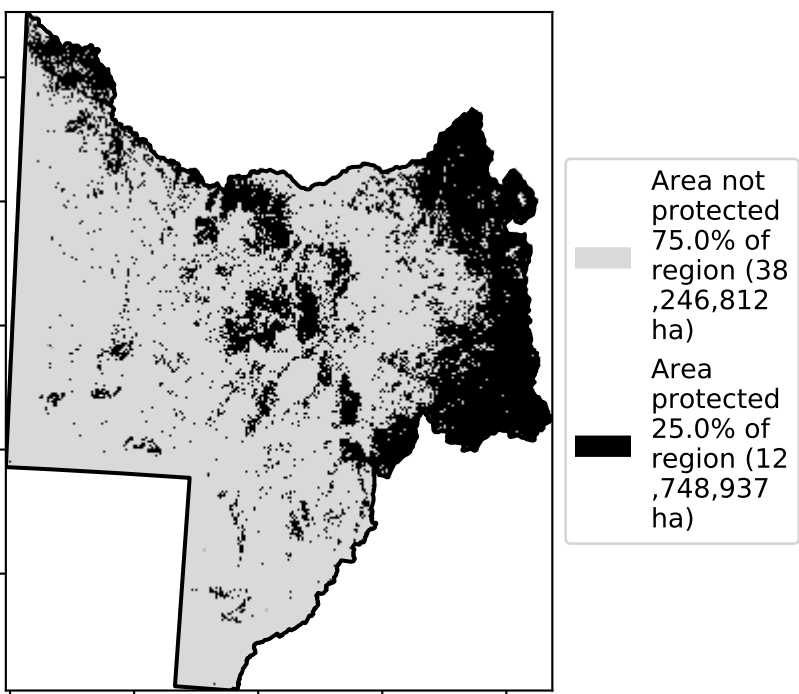 Area not
protected
75.0% of
region (38
,246,812
ha)
Area
protected
25.0% of
region (12
,748,937
ha)